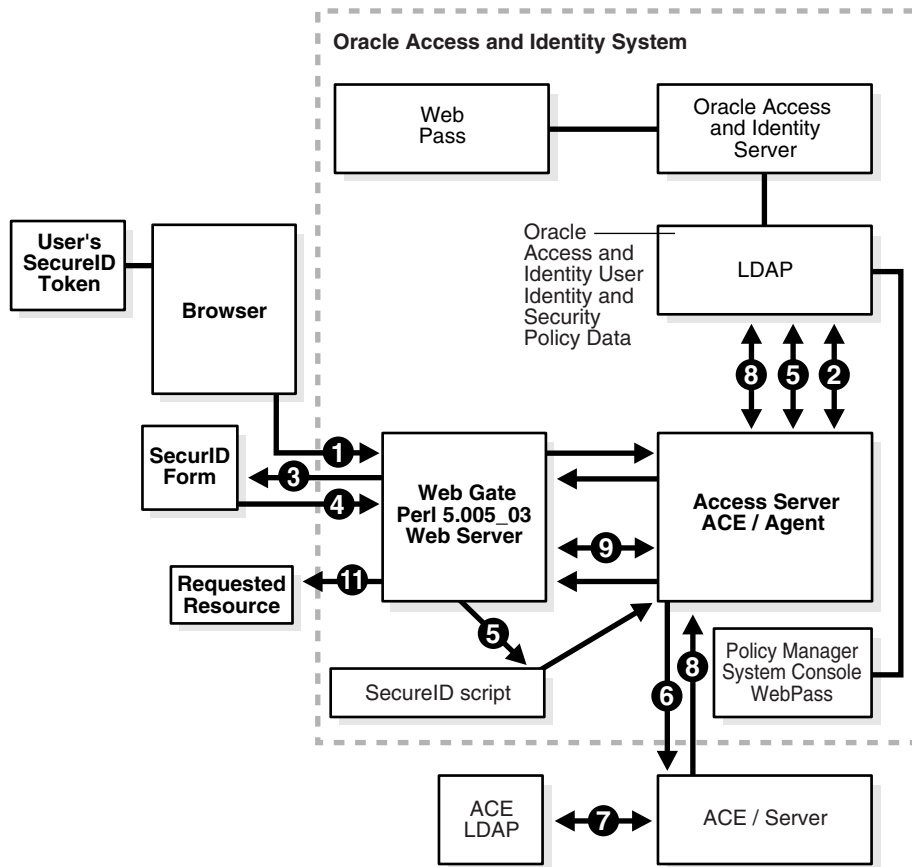 Oracle Access and Identity System
Web
Pass
Oracle Access
and Identity
Server
User's
SecureID
Token
Browser
Oracle
Access and
Identity User
Identity and
Security
Policy Data
LDAP
8
5
2
SecurID
Form
1
3
4
Web Gate
Perl 5.005_03
Web Server
Access Server
ACE / Agent
9
Requested
Resource
11
5
SecureID script
6
8
Policy Manager
System Console
WebPass
ACE
LDAP
7
ACE / Server